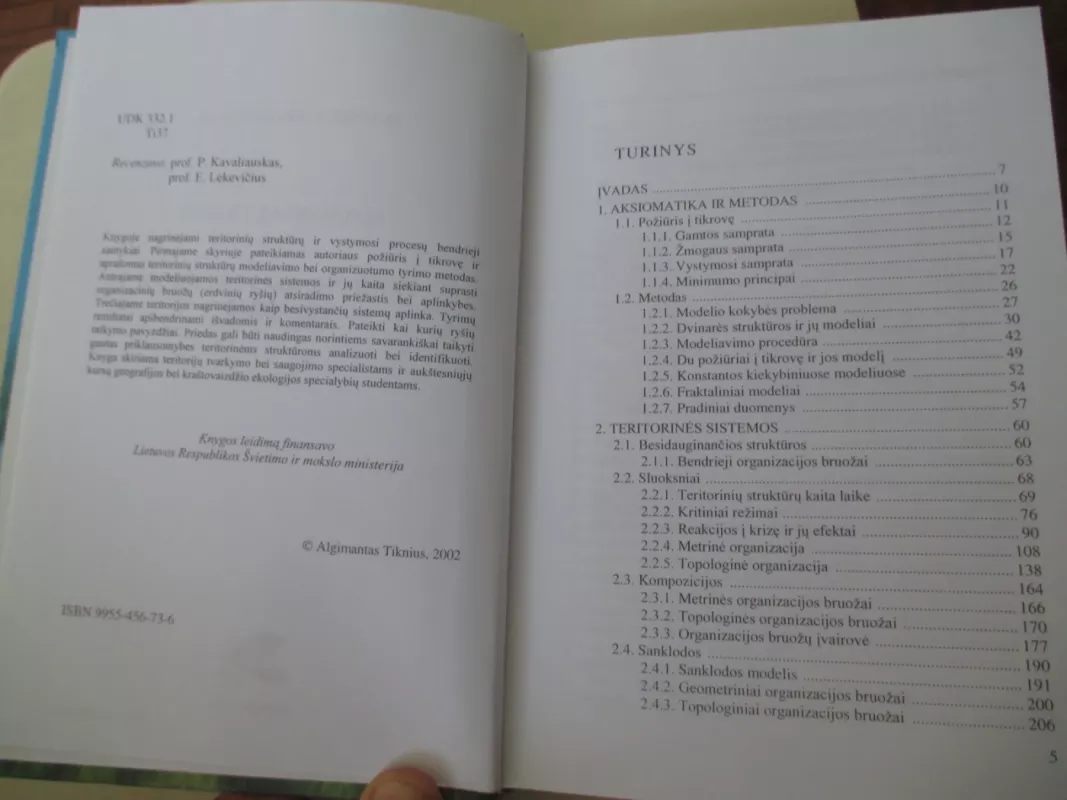 UDK 332.1
Ti37
Recenzavo: prof. P. Kavaliauskas,
prof. E. Lekevičius
Knygoje nagrinėjami teritorinių struktūrų ir vystymosi procesų bendrieji
santykiai. Pirmajame skyriuje pateikiamas autoriaus požiūris į tikrovę ir
aprašomas teritorinių struktūrų modeliavimo bei organizuotumo tyrimo metodas.
Antrajame modeliuojamos teritorinės sistemos ir jų kaita siekiant suprasti
organizacinių bruožų (erdvinių ryšių) atsiradimo priežastis bei aplinkybes.
Trečiajame teritorijos nagrinėjamos kaip besivystančių sistemų aplinka. Tyrimų
rezultatai apibendrinami išvadomis ir komentarais. Pateikti kai kurių ryšių
taikymo pavyzdžiai. Priedas gali būti naudingas norintiems savarankiškai taikyti
gautas priklausomybes teritorinėms struktūroms analizuoti bei identifikuoti.
Knyga skiriama teritorijų tvarkymo bei saugojimo specialistams ir aukštesniųjų
kursų geografijos bei kraštovaizdžio ekologijos specialybių studentams.
Knygos leidimą finansavo
Lietuvos Respublikos Švietimo ir mokslo ministerija
© Algimantas Tiknius, 2002
ISBN 9955-456-73-6
TURINYS
ĮVADAS ........ 7
1. AKSIOMATIKA IR METODAS ........ 10
1.1. Požiūris į tikrovę ........ 11
1.1.1. Gamtos samprata ........ 12
1.1.2. Žmogaus samprata ........ 15
1.1.3. Vystymosi samprata ........ 17
1.1.4. Minimumo principai ........ 22
1.2. Metodas ........ 26
1.2.1. Modelio kokybės problema ........ 27
1.2.2. Dvinarės struktūros ir jų modeliai ........ 30
1.2.3. Modeliavimo procedūra ........ 42
1.2.4. Du požiūriai į tikrovę ir jos modelį ........ 49
1.2.5. Konstantos kiekybiniuose modeliuose ........ 52
1.2.6. Fraktaliniai modeliai ........ 54
1.2.7. Pradiniai duomenys ........ 57
2. TERITORINĖS SISTEMOS ........ 60
2.1. Besidauginančios struktūros ........ 60
2.1.1. Bendrieji organizacijos bruožai ........ 63
2.2. Sluoksniai ........ 68
2.2.1. Teritorinių struktūrų kaita laike ........ 69
2.2.2. Kritiniai režimai ........ 76
2.2.3. Reakcijos į krizę ir jų efektai ........ 90
2.2.4. Metrinė organizacija ........ 108
2.2.5. Topologinė organizacija ........ 138
2.3. Kompozicijos ........ 164
2.3.1. Metrinės organizacijos bruožai ........ 166
2.3.2. Topologinės organizacijos bruožai ........ 170
2.3.3. Organizacijos bruožų įvairovė ........ 177
2.4. Sanklodos ........ 190
2.4.1. Sanklodos modelis ........ 191
2.4.2. Geometriniai organizacijos bruožai ........ 200
2.4.3. Topologiniai organizacijos bruožai ........ 206
5